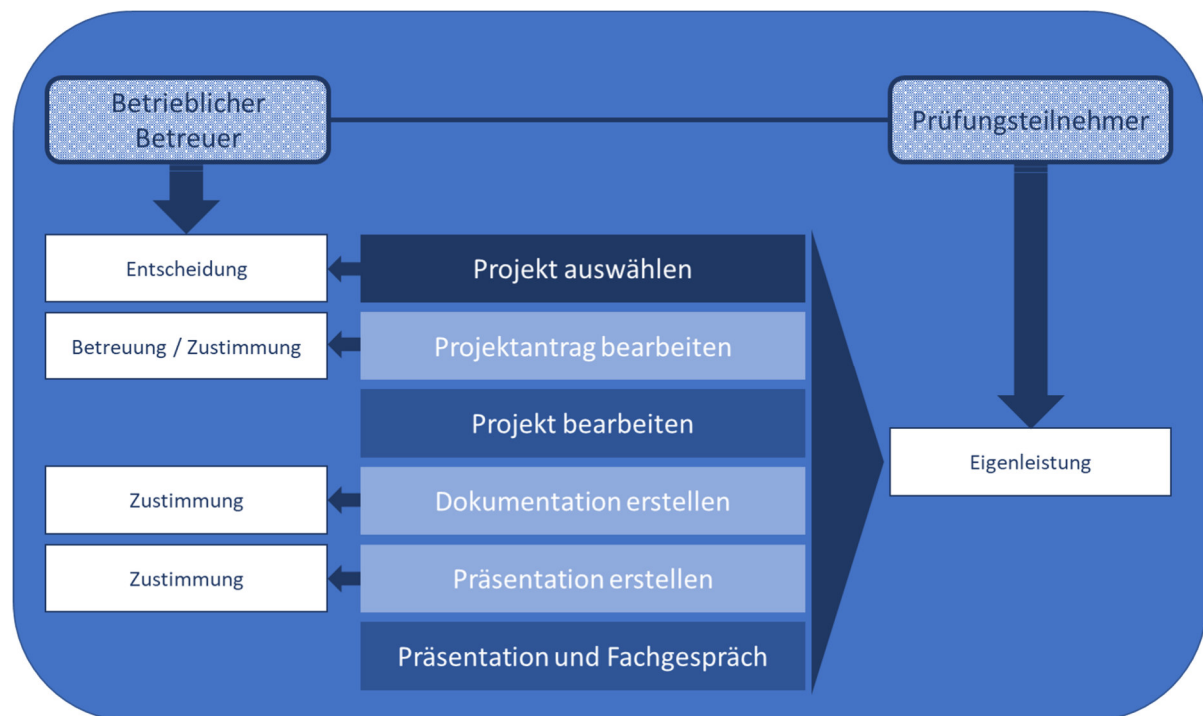 Betrieblicher
Betreuer
Prüfungsteilnehmer
Entscheidung
Projekt auswählen
Betreuung / Zustimmung
Projektantrag bearbeiten
Projekt bearbeiten
Eigenleistung
Zustimmung
Dokumentation erstellen
Zustimmung
Präsentation erstellen
Präsentation und Fachgespräch